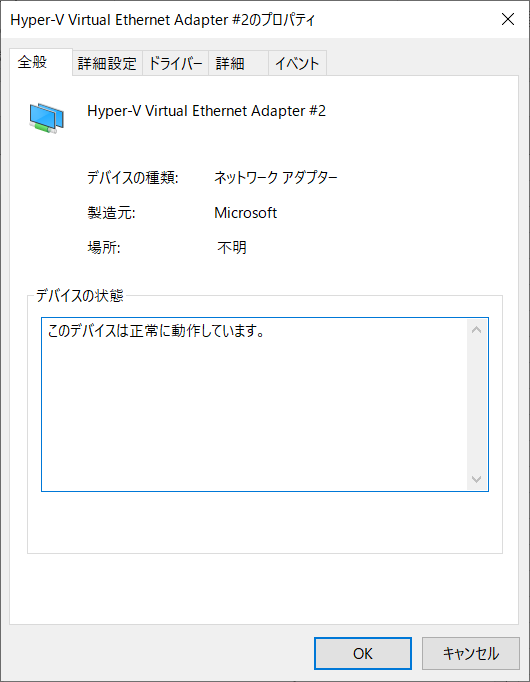 Hyper-V Virtual Ethernet Adapter #2のプロパティ
全般 詳細設定 ドライバー 詳細 イベント
Hyper-V Virtual Ethernet Adapter #2
デバイスの種類: ネットワーク アダプター
製造元: Microsoft
場所: 不明
デバイスの状態
このデバイスは正常に動作しています。
OK キャンセル